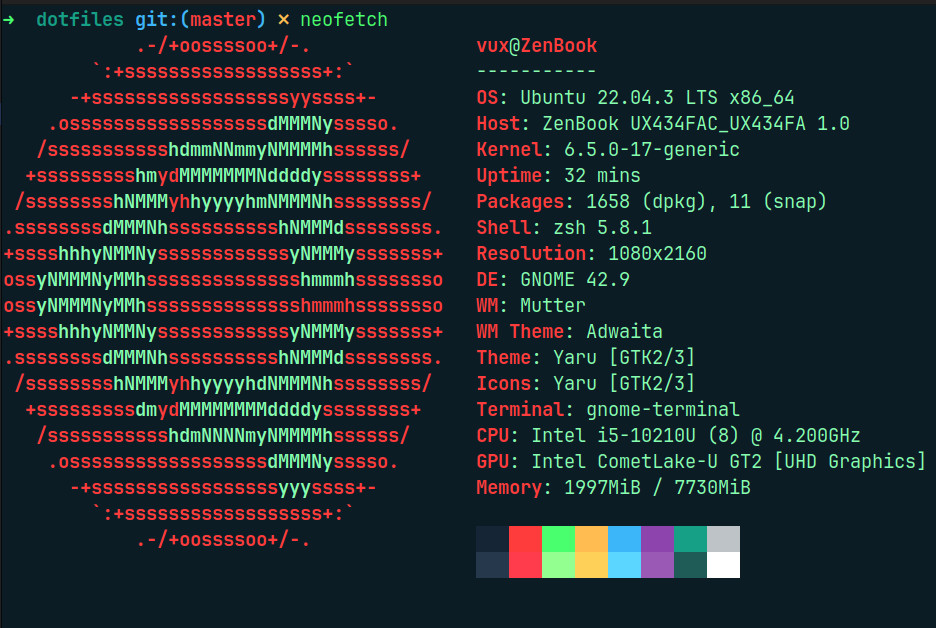 ➜  dotfiles git:(master) ✗ neofetch
            .-/+oossssoo+/-.               vux@ZenBook
        `:+ssssssssssssssssss+:`           -----------
      -+ssssssssssssssssssyyssss+-         OS: Ubuntu 22.04.3 LTS x86_64
    .ossssssssssssssssssdMMMNysssso.       Host: ZenBook UX434FAC_UX434FA 1.0
   /ssssssssssshdmmNNmmyNMMMMhssssss/      Kernel: 6.5.0-17-generic
  +ssssssssshmydMMMMMMMNddddyssssssss+     Uptime: 32 mins
 /sssssssshNMMMyhhyyyyhmNMMMNhssssssss/    Packages: 1658 (dpkg), 11 (snap)
.ssssssssdMMMNhsssssssssshNMMMdssssssss.   Shell: zsh 5.8.1
+sssshhhyNMMNyssssssssssssyNMMMysssssss+   Resolution: 1080x2160
ossyNMMMNyMMhsssssssssssssshmmmhssssssso   DE: GNOME 42.9
ossyNMMMNyMMhsssssssssssssshmmmhssssssso   WM: Mutter
+sssshhhyNMMNyssssssssssssyNMMMysssssss+   WM Theme: Adwaita
.ssssssssdMMMNhsssssssssshNMMMdssssssss.   Theme: Yaru [GTK2/3]
 /sssssssshNMMMyhhyyyyhdNMMMNhssssssss/    Icons: Yaru [GTK2/3]
  +sssssssssdmydMMMMMMMMddddyssssssss+     Terminal: gnome-terminal
   /ssssssssssshdmNNNNmyNMMMMhssssss/      CPU: Intel i5-10210U (8) @ 4.200GHz
    .ossssssssssssssssssdMMMNysssso.       GPU: Intel CometLake-U GT2 [UHD Graphics]
      -+sssssssssssssssssyyyssss+-         Memory: 1997MiB / 7730MiB
        `:+ssssssssssssssssss+:`
            .-/+oossssoo+/-.